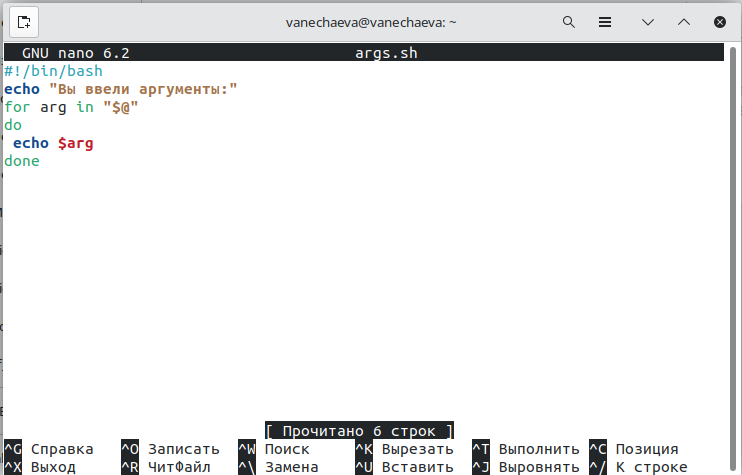 vanechaeva@vanechaeva: ~
GNU nano 6.2 args.sh
#!/bin/bash
echo "Вы ввели аргументы:"
for arg in "$@"
do
 echo $arg
done
[ Прочитано 6 строк ]
^G Справка ^O Записать ^W Поиск ^K Вырезать ^T Выполнить ^C Позиция
^X Выход ^R ЧитФайл ^\ Замена ^U Вставить ^J Выровнять ^/ К строке